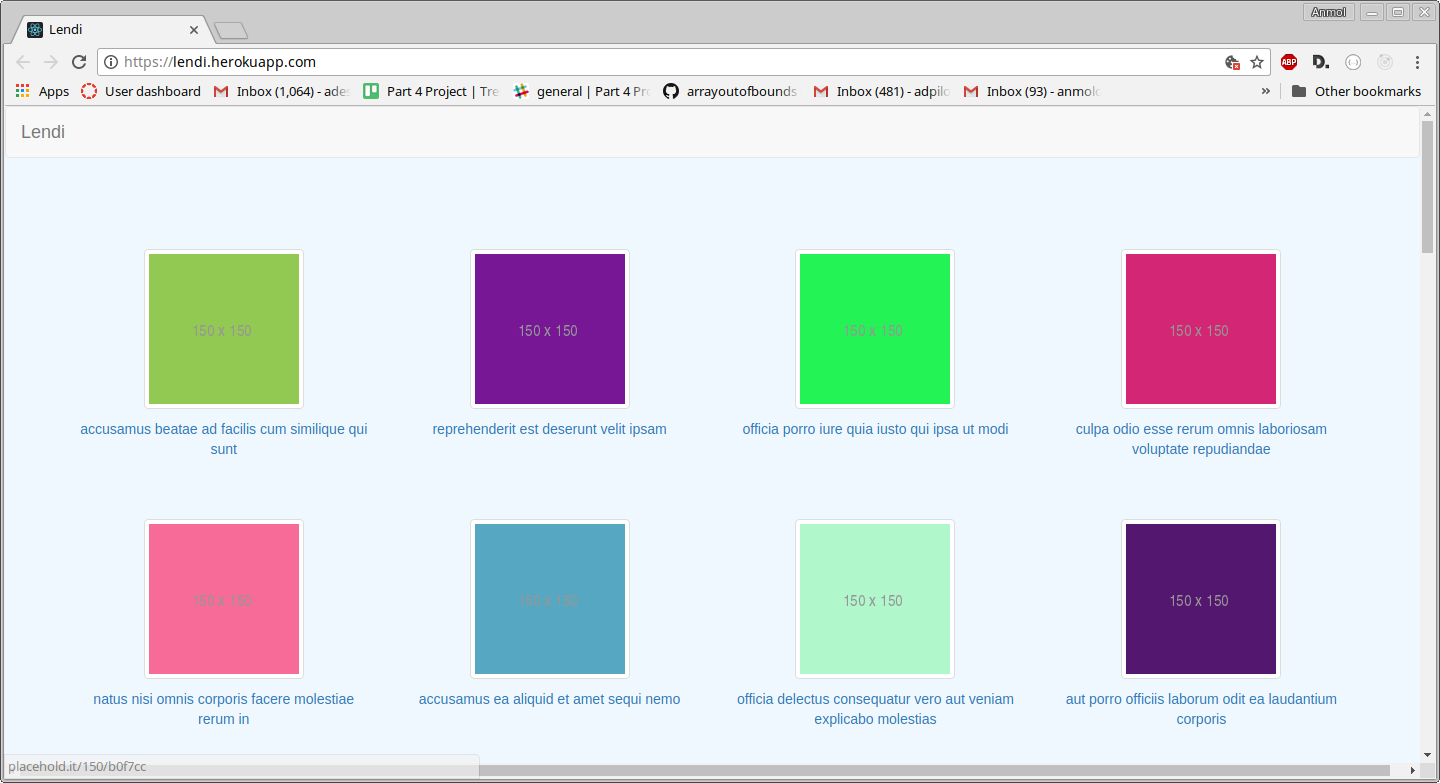 Anmol
Lendi
https://lendi.herokuapp.com
ABP
D.
Apps
User dashboard
Inbox (1,064) - ades
Part 4 Project | Tre
general | Part 4 Pro
arrayoutofbounds
Inbox (481) - adpilo
Inbox (93) - anmolc
»
Other bookmarks
Lendi
150 x 150
150 x 150
150 x 150
150 x 150
accusamus beatae ad facilis cum similique qui
sunt
reprehenderit est deserunt velit ipsam
officia porro iure quia iusto qui ipsa ut modi
culpa odio esse rerum omnis laboriosam
voluptate repudiandae
150 x 150
150 x 150
150 x 150
150 x 150
natus nisi omnis corporis facere molestiae
rerum in
accusamus ea aliquid et amet sequi nemo
officia delectus consequatur vero aut veniam
explicabo molestias
aut porro officiis laborum odit ea laudantium
corporis
placehold.it/150/b0f7cc